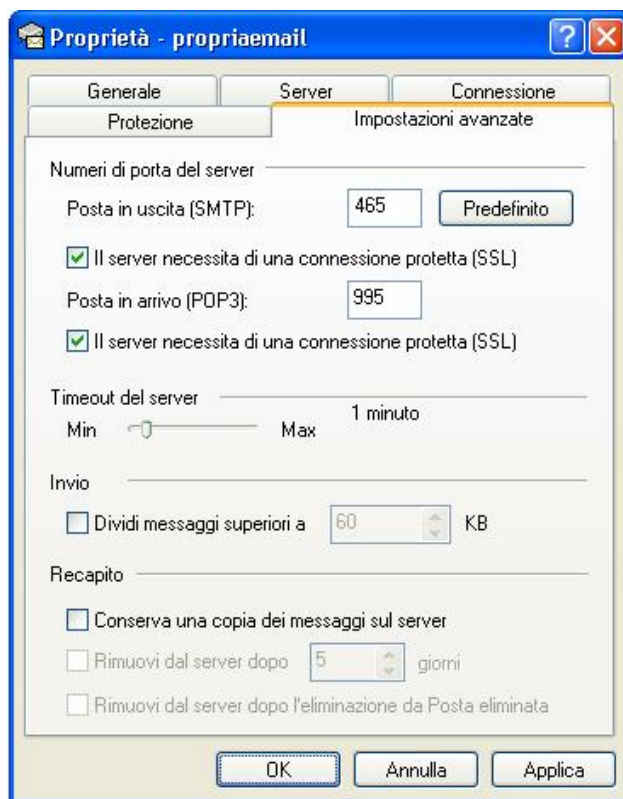 Proprietà - propriaemail
Generale Server Connessione
Protezione Impostazioni avanzate
Numeri di porta del server
Posta in uscita (SMTP): 465 Predefinito
Il server necessita di una connessione protetta (SSL)
Posta in arrivo (POP3): 995
Il server necessita di una connessione protetta (SSL)
Timeout del server
Min Max 1 minuto
Invio
Dividi messaggi superiori a 60 KB
Recapito
Conserva una copia dei messaggi sul server
Rimuovi dal server dopo 5 giorni
Rimuovi dal server dopo l'eliminazione da Posta eliminata
OK Annulla Applica